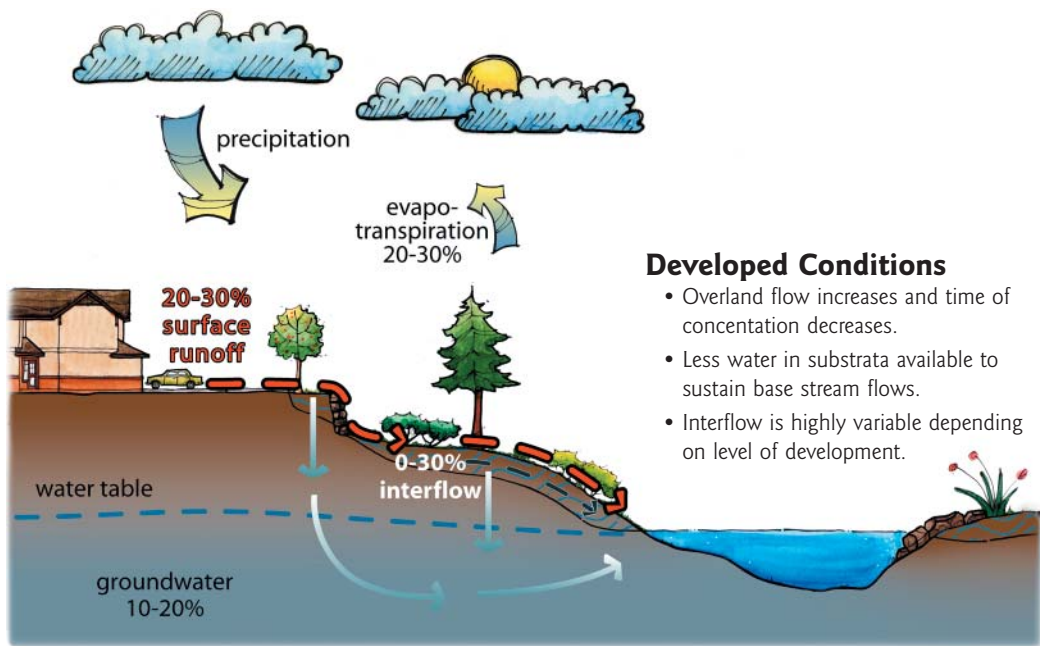 precipitation
evapo-
transpiration
20-30%
Developed Conditions
• Overland flow increases and time of
concentation decreases.
• Less water in substrata available to
sustain base stream flows.
• Interflow is highly variable depending
on level of development.
20-30%
surface
runoff
0-30%
interflow
water table
groundwater
10-20%